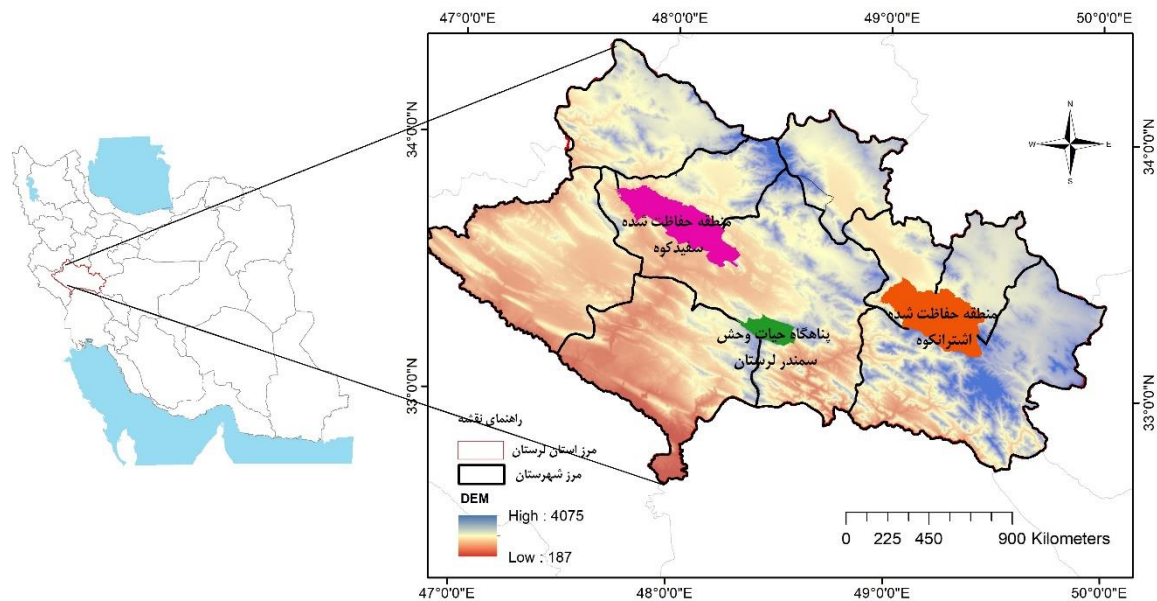 47°0'0"E
48°0'0"E
49°0'0"E
50°0'0"E
34°0'0"N
34°0'0"N
N
W
E
S
منطقه حفاظت شده
سفیدکوه
منطقه حفاظت شده
اشترانکوه
پناهگاه حیات وحش
سمندر لرستان
33°0'0"N
33°0'0"N
راهنمای نقشه
مرز استان لرستان
مرز شهرستان
DEM
High : 4075
Low : 187
0 225 450 900 Kilometers
47°0'0"E
48°0'0"E
49°0'0"E
50°0'0"E